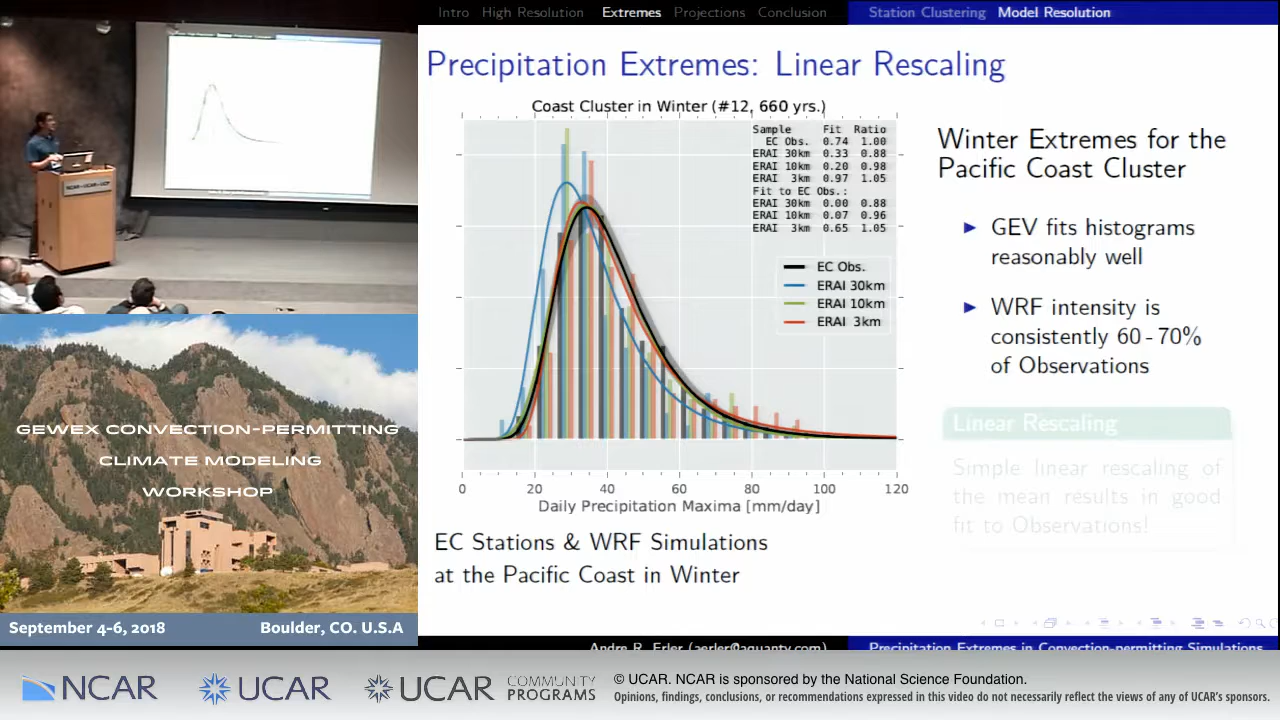 Intro High Resolution Extremes Projections Conclusion
Station Clustering Model Resolution
Precipitation Extremes: Linear Rescaling
Coast Cluster in Winter (#12, 660 yrs.)
Sample Fit Ratio
EC Obs. 0.74 1.00
ERAI 30km 0.33 0.88
ERAI 10km 0.20 0.98
ERAI 3km 0.97 1.05
Fit to EC Obs.:
ERAI 30km 0.00 0.88
ERAI 10km 0.07 0.96
ERAI 3km 0.65 1.05
EC Obs.
ERAI 30km
ERAI 10km
ERAI 3km
0 20 40 60 80 100 120
Daily Precipitation Maxima [mm/day]
EC Stations & WRF Simulations
at the Pacific Coast in Winter
Winter Extremes for the
Pacific Coast Cluster
GEV fits histograms
reasonably well
WRF intensity is
consistently 60 - 70%
of Observations
Linear Rescaling
Simple linear rescaling of
the mean results in good
fit to Observations!
Andre R. Erler (aerler@aquanty.com)
Precipitation Extremes in Convection-permitting Simulations
NCAR-UCAR-UCP
GEWEX CONVECTION-PERMITTING
CLIMATE MODELING
WORKSHOP
September 4-6, 2018 Boulder, CO. U.S.A
NCAR
UCAR
UCAR
COMMUNITY
PROGRAMS
© UCAR. NCAR is sponsored by the National Science Foundation.
Opinions, findings, conclusions, or recommendations expressed in this video do not necessarily reflect the views of any of UCAR's sponsors.